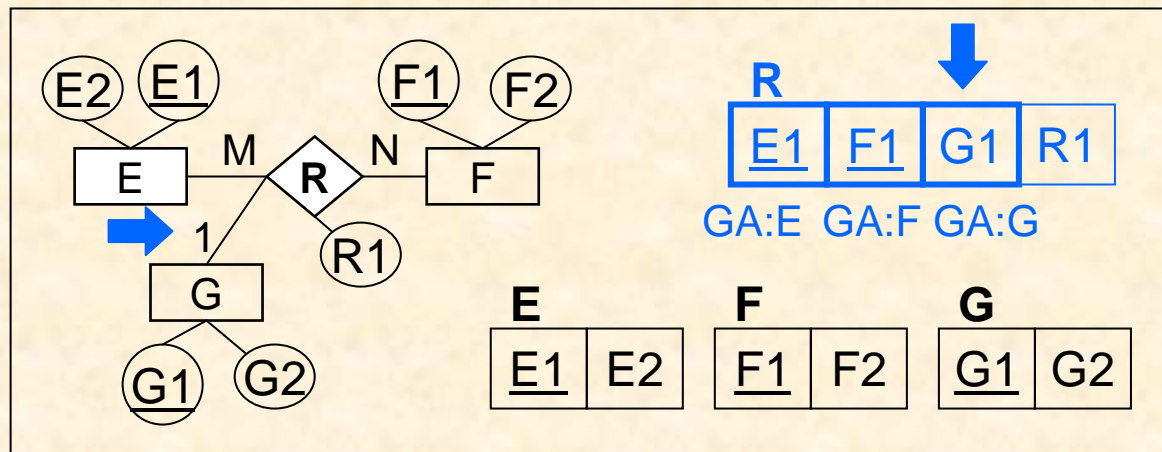 E2 E1 F1 F2
E M R N F
1 R1
G
G1 G2
R
E1 F1 G1 R1
GA:E GA:F GA:G
E F G
E1 E2 F1 F2 G1 G2